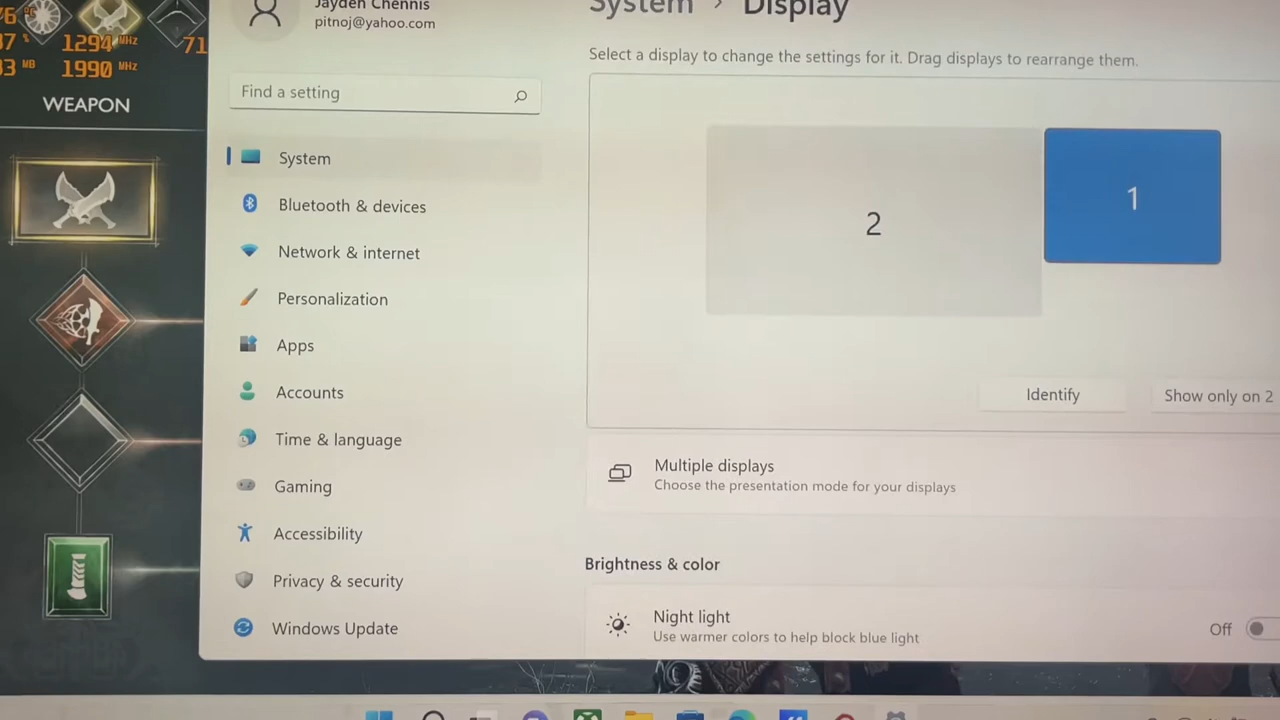 Jayden Chennis
pitnoj@yahoo.com
System > Display
Select a display to change the settings for it. Drag displays to rearrange them.
1294 MHz
71
1990 MHz
MB
WEAPON
Find a setting
System
Bluetooth & devices
Network & internet
Personalization
Apps
Accounts
Time & language
Gaming
Accessibility
Privacy & security
Windows Update
2
1
Identify
Show only on 2
Multiple displays
Choose the presentation mode for your displays
Brightness & color
Night light
Use warmer colors to help block blue light
Off